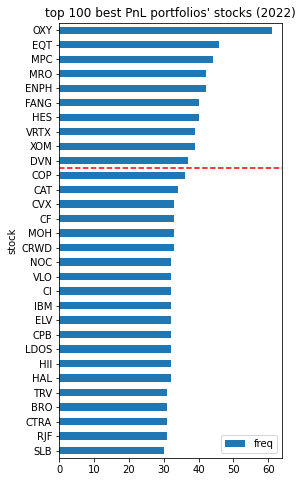 top 100 best PnL portfolios' stocks (2022)
OXY
EQT
MPC
MRO
ENPH
FANG
HES
VRTX
XOM
DVN
COP
CAT
CVX
CF
MOH
CRWD
NOC
VLO
CI
IBM
ELV
CPB
LDOS
HII
HAL
TRV
BRO
CTRA
RJF
SLB
stock
freq
0 10 20 30 40 50 60